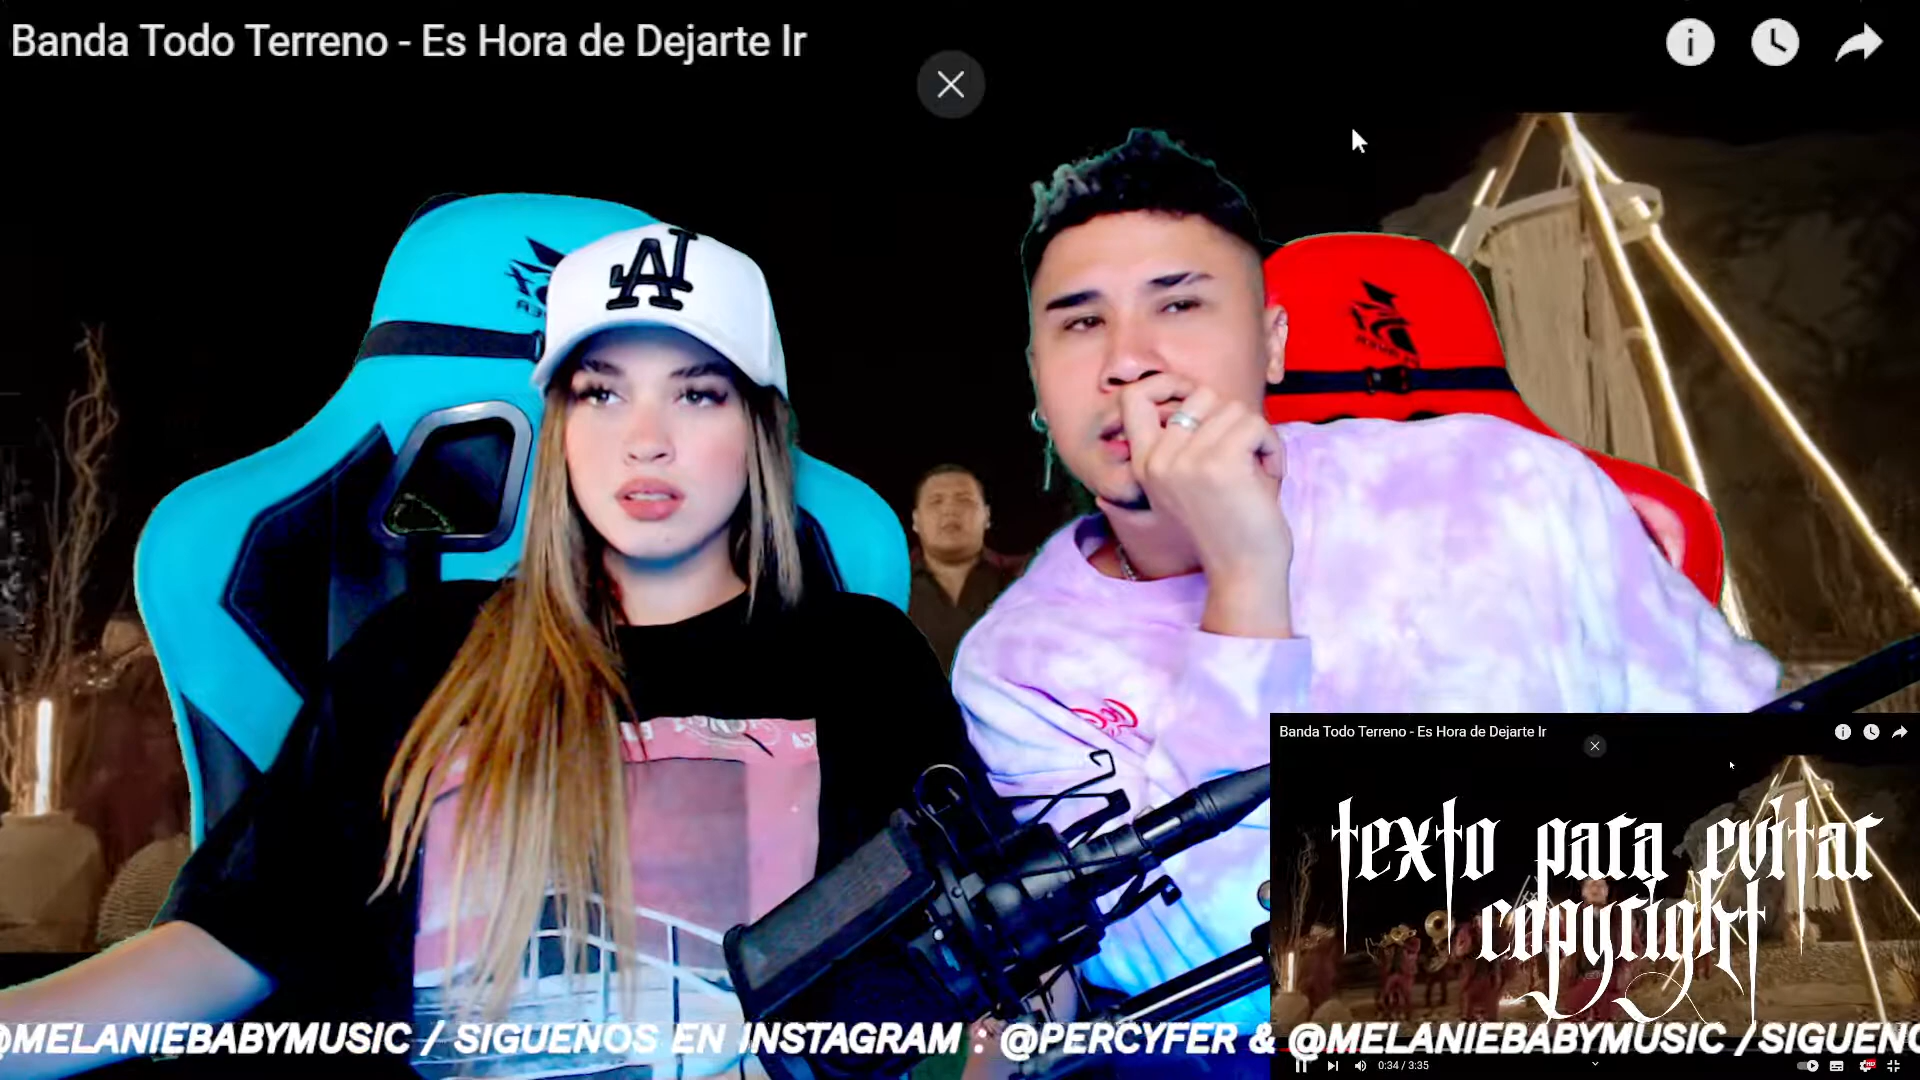 Banda Todo Terreno - Es Hora de Dejarte Ir
Banda Todo Terreno - Es Hora de Dejarte Ir
texto para evitar
copyright
@MELANIEBABYMUSIC / SIGUENOS EN INSTAGRAM : @PERCYFER & @MELANIEBABYMUSIC / SIGUENO
0:34 / 3:35